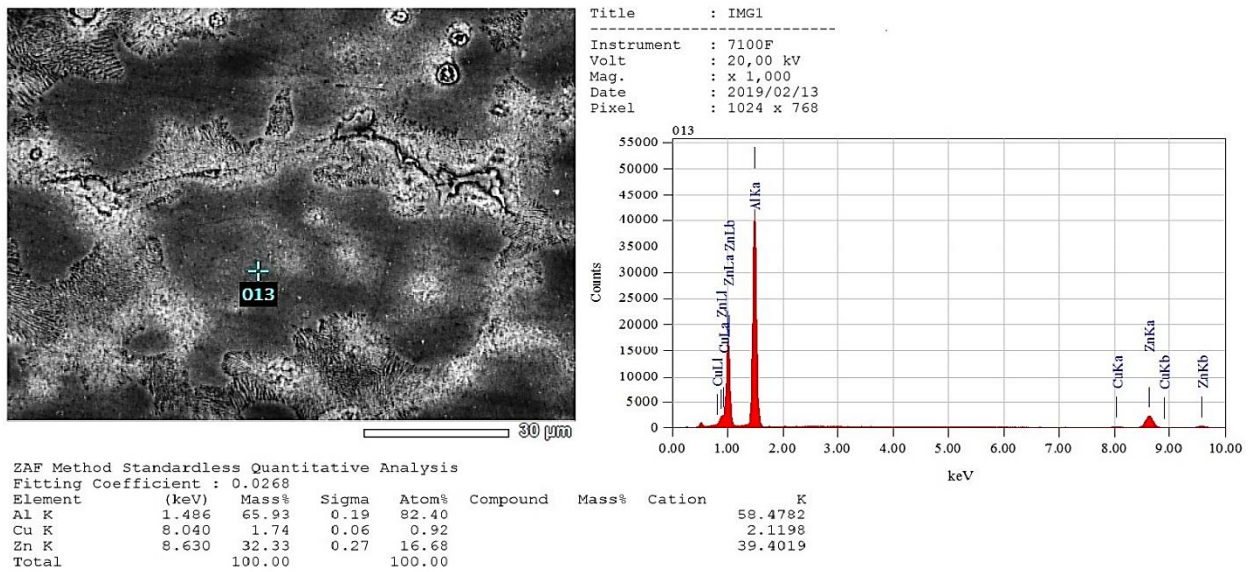 Title : IMG1
---------------------------
Instrument : 7100F
Volt : 20,00 kV
Mag. : x 1,000
Date : 2019/02/13
Pixel : 1024 x 768
013
30 μm
013
55000
50000
45000
40000
35000
30000
25000
20000
15000
10000
5000
0
Counts
CuLl
CuLa ZnLl
ZnLa ZnLb
AlKa
CuKa
ZnKa
CuKb
ZnKb
0.00 1.00 2.00 3.00 4.00 5.00 6.00 7.00 8.00 9.00 10.00
keV
ZAF Method Standardless Quantitative Analysis
Fitting Coefficient : 0.0268
Element (keV) Mass% Sigma Atom% Compound Mass% Cation K
Al K 1.486 65.93 0.19 82.40 58.4782
Cu K 8.040 1.74 0.06 0.92 2.1198
Zn K 8.630 32.33 0.27 16.68 39.4019
Total 100.00 100.00